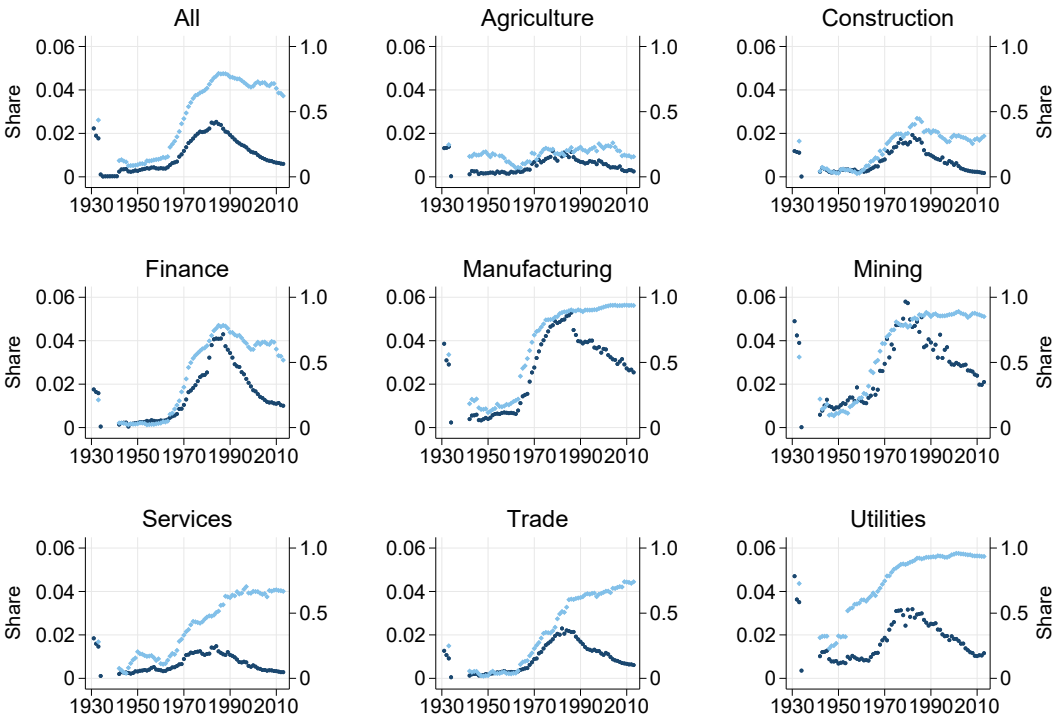 All Agriculture Construction
0.06 1.0 0.06 1.0 0.06 1.0
0.04 0.04 0.04
Share 0.5 0.5 0.5 Share
0.02 0.02 0.02
0 0 0 0 0 0
1930 1950 1970 1990 2010 1930 1950 1970 1990 2010 1930 1950 1970 1990 2010
Finance Manufacturing Mining
0.06 1.0 0.06 1.0 0.06 1.0
0.04 0.04 0.04
Share 0.5 0.5 0.5 Share
0.02 0.02 0.02
0 0 0 0 0 0
1930 1950 1970 1990 2010 1930 1950 1970 1990 2010 1930 1950 1970 1990 2010
Services Trade Utilities
0.06 1.0 0.06 1.0 0.06 1.0
0.04 0.04 0.04
Share 0.5 0.5 0.5 Share
0.02 0.02 0.02
0 0 0 0 0 0
1930 1950 1970 1990 2010 1930 1950 1970 1990 2010 1930 1950 1970 1990 2010